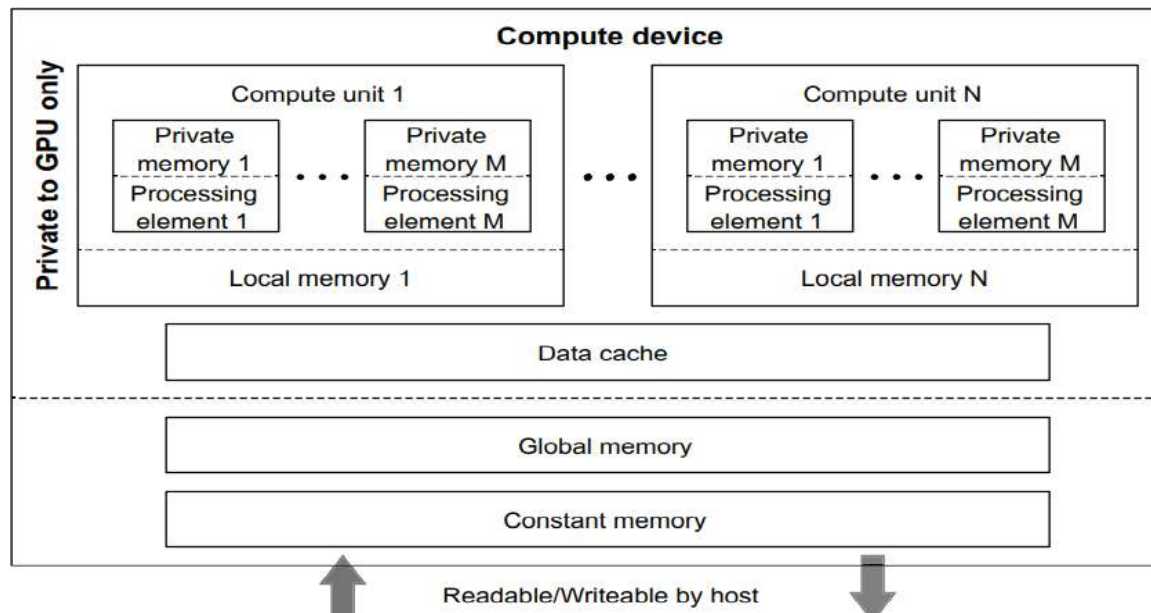 Compute device
Private to GPU only
Compute unit 1
Private
memory 1
Processing
element 1
• • •
Private
memory M
Processing
element M
Local memory 1
• • •
Compute unit N
Private
memory 1
Processing
element 1
• • •
Private
memory M
Processing
element M
Local memory N
Data cache
Global memory
Constant memory
Readable/Writeable by host